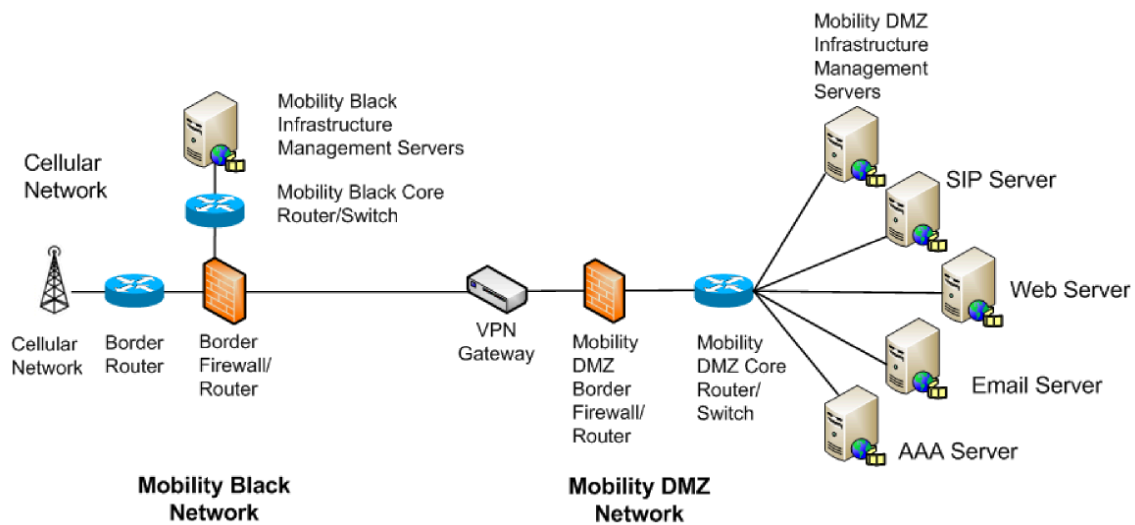 Mobility DMZ
Infrastructure
Management
Servers
Mobility Black
Infrastructure
Management Servers
Cellular
Network
Mobility Black Core
Router/Switch
SIP Server
Web Server
Cellular
Network
Border
Router
Border
Firewall/
Router
VPN
Gateway
Mobility
DMZ
Border
Firewall/
Router
Mobility
DMZ Core
Router/
Switch
Email Server
AAA Server
Mobility Black
Network
Mobility DMZ
Network